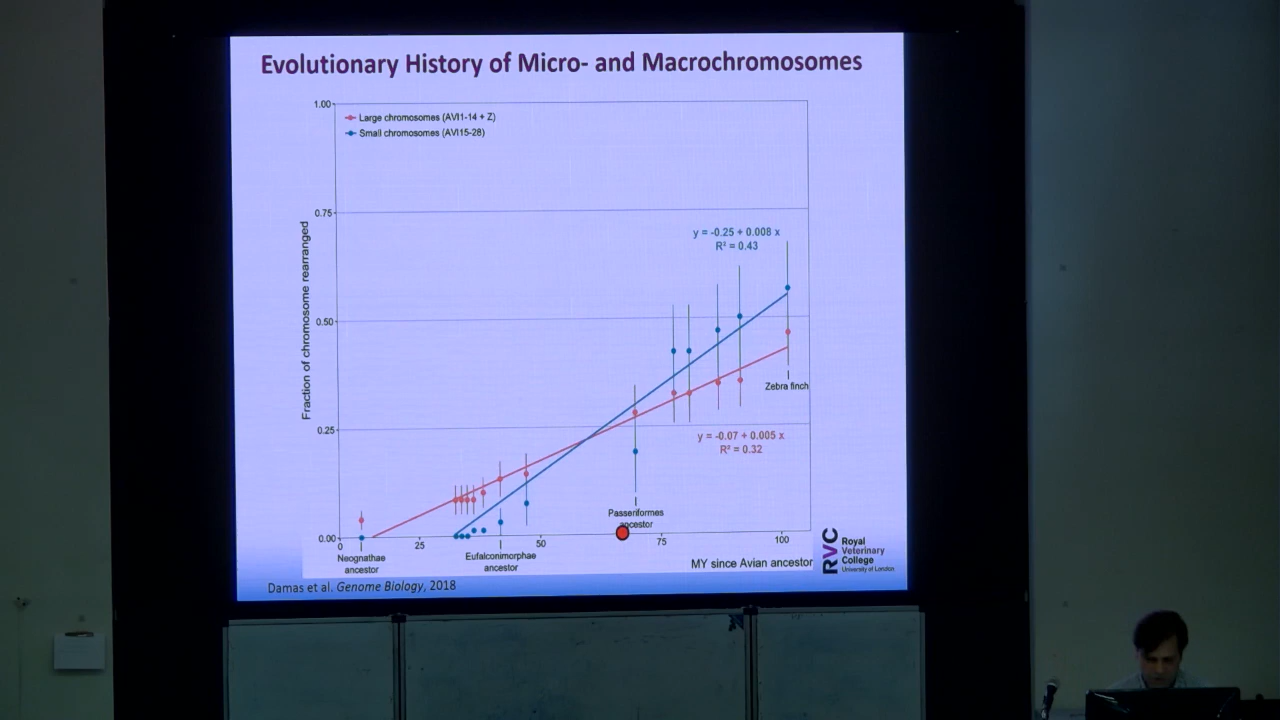 Evolutionary History of Micro- and Macrochromosomes
1.00
Large chromosomes (AVI1-14 + Z)
Small chromosomes (AVI15-28)
0.75
y = -0.25 + 0.008 x
R² = 0.43
Fraction of chromosome rearranged
0.50
Zebra finch
0.25
y = -0.07 + 0.005 x
R² = 0.32
Passeriformes
ancestor
0.00
0
25
50
75
100
Neognathae
ancestor
Eufalconimorphae
ancestor
MY since Avian ancestor
RVC
Royal
Veterinary
College
University of London
Damas et al. Genome Biology, 2018